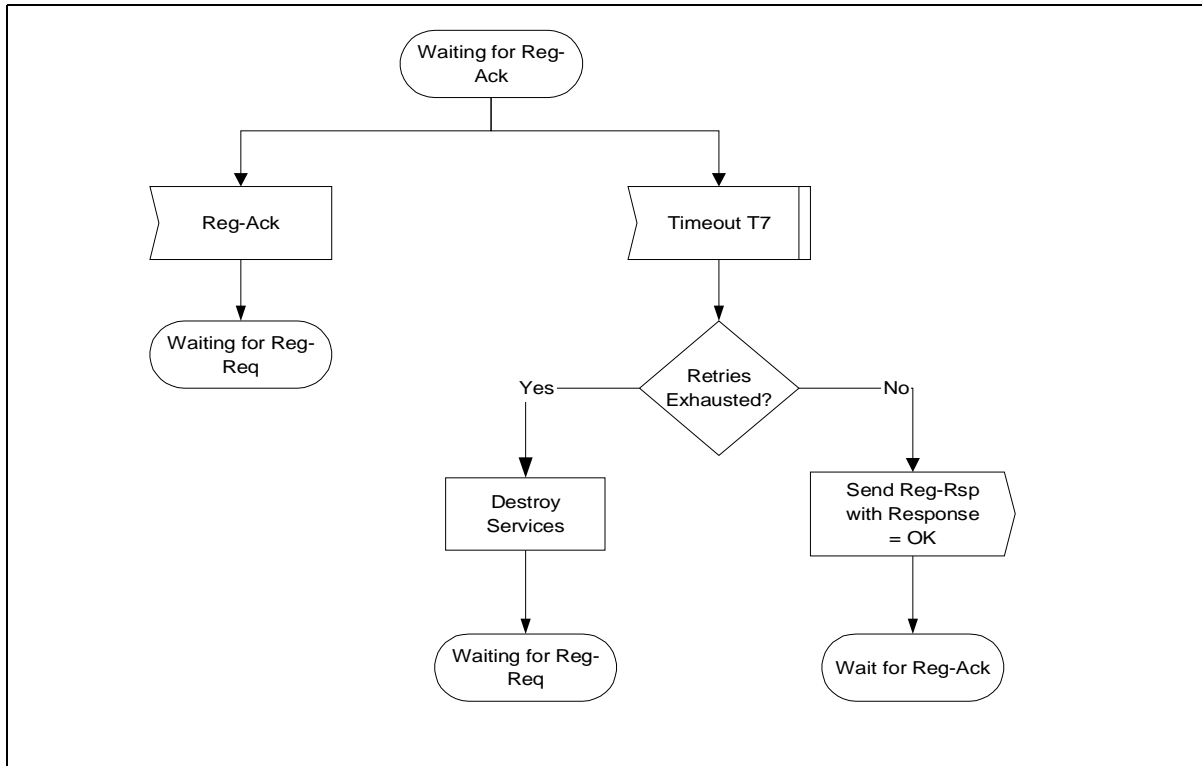 Waiting for Reg-
Ack
Reg-Ack
Timeout T7
Waiting for Reg-
Req
Retries
Exhausted?
Yes
No
Destroy
Services
Send Reg-Rsp
with Response
= OK
Waiting for Reg-
Req
Wait for Reg-Ack